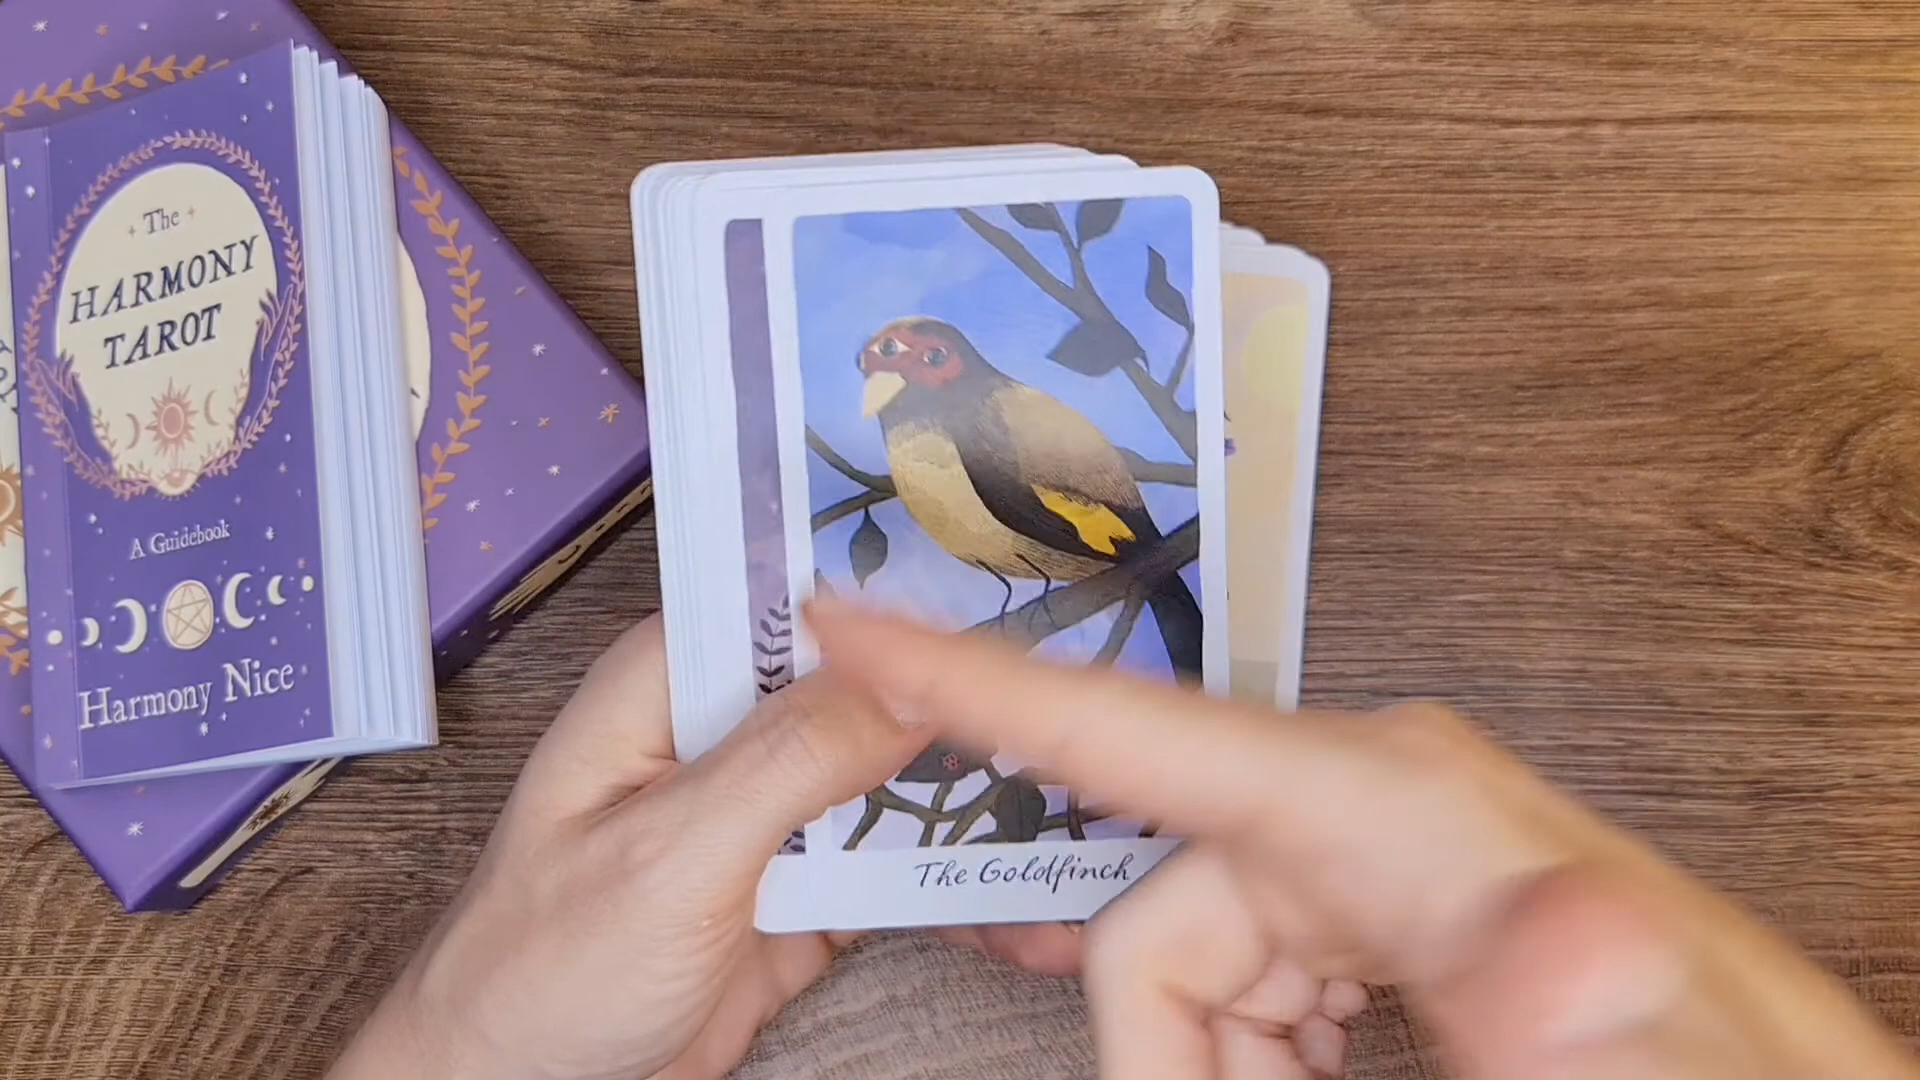 The
HARMONY
TAROT
A Guidebook
Harmony Nice
The Goldfinch